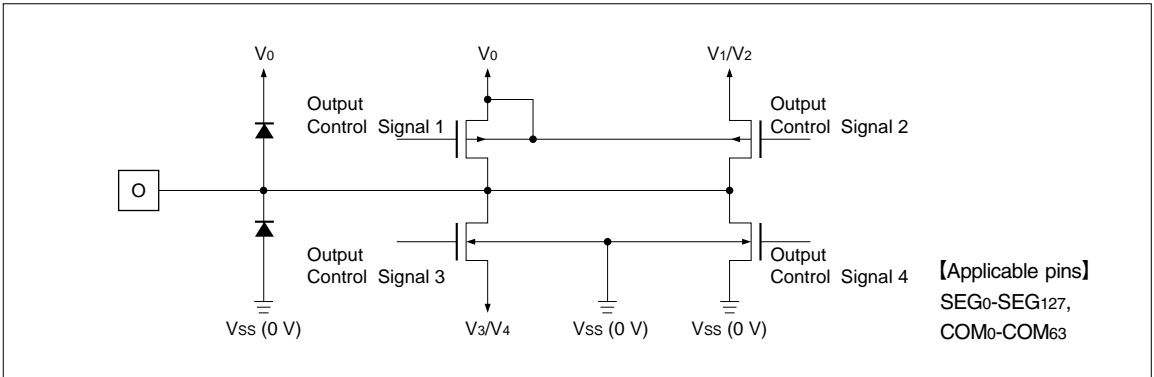 V0
V0
V1/V2
Output
Control Signal 1
Output
Control Signal 2
O
Output
Control Signal 3
Output
Control Signal 4
VSS (0 V)
V3/V4
VSS (0 V)
VSS (0 V)
【Applicable pins】
SEG0-SEG127,
COM0-COM63